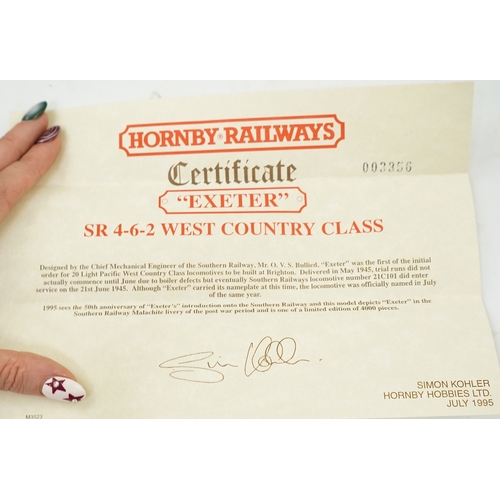 HORNBY RAILWAYS
Certificate
003356
"EXETER"
SR 4-6-2 WEST COUNTRY CLASS
Designed by the Chief Mechanical Engineer of the Southern Railway, Mr. O. V. S. Bullied, "Exeter" was the first of the initial
order for 20 Light Pacific West Country Class locomotives to be built at Brighton. Delivered in May 1945, trial runs did not
actually commence until June due to boiler defects but eventually Southern Railways locomotive number 21C101 did enter
service on the 21st June 1945. Although "Exeter" carried its nameplate at this time, the locomotive was officially named in July
of the same year.
1995 sees the 50th anniversary of "Exeter's" introduction onto the Southern Railway and this model depicts "Exeter" in the
Southern Railway Malachite livery of the post war period and is one of a limited edition of 4000 pieces.
SIMON KOHLER
HORNBY HOBBIES LTD.
JULY 1995